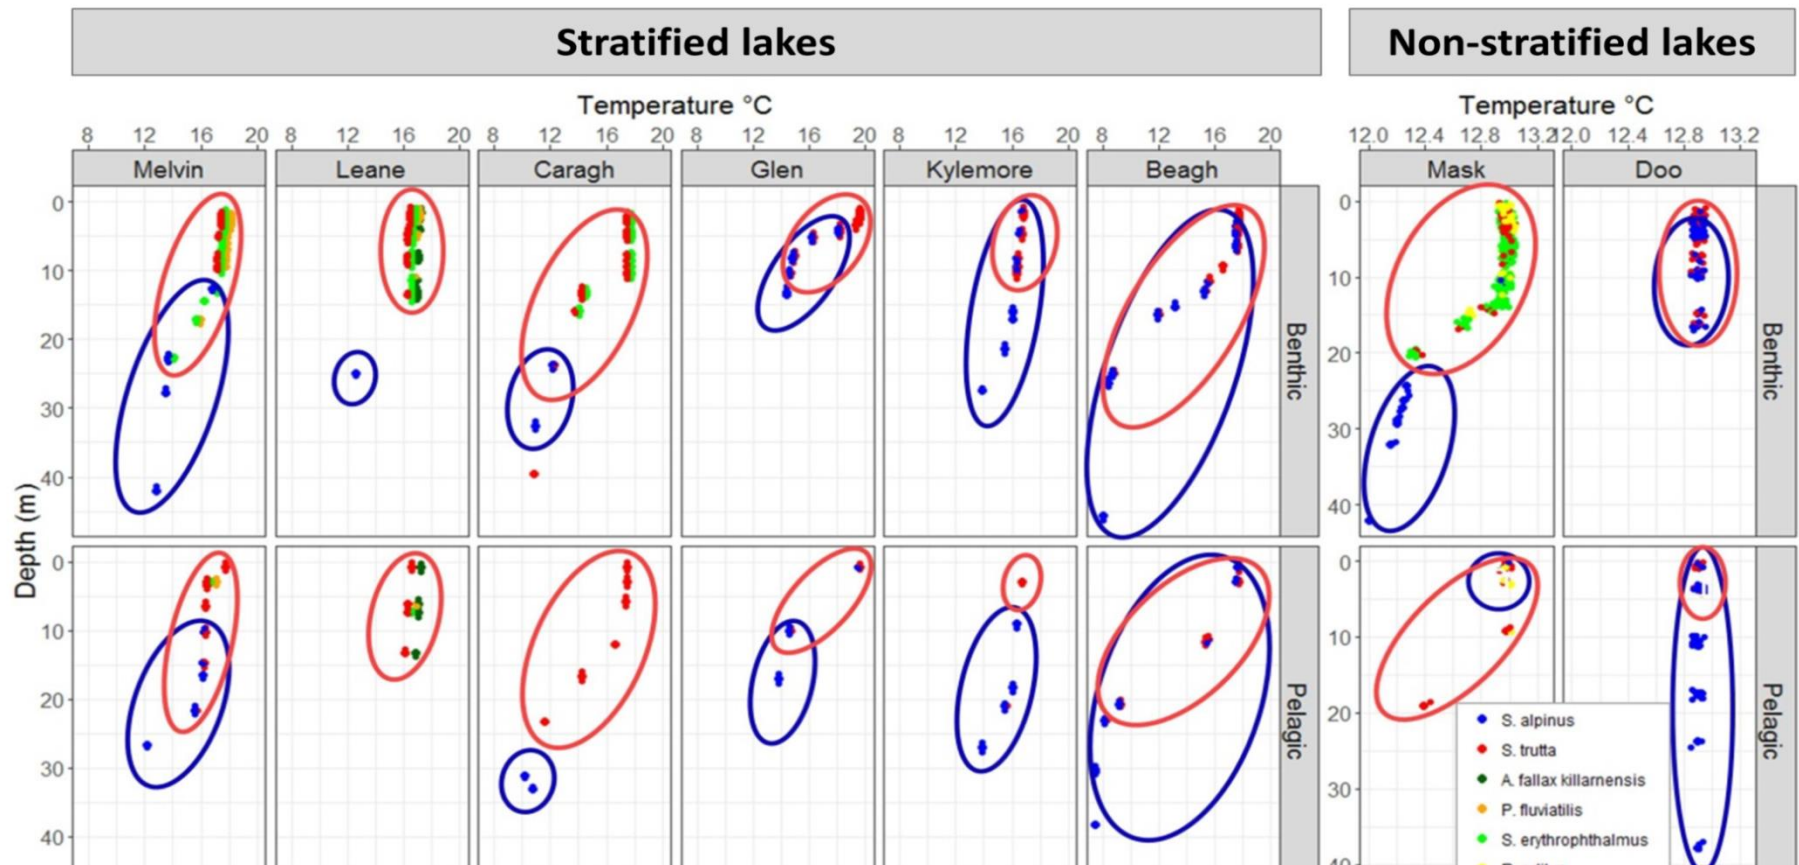 Stratified lakes
Non-stratified lakes
Temperature °C
Temperature °C
8 12 16 20 8 12 16 20 8 12 16 20 8 12 16 20 8 12 16 20 8 12 16 20
12.0 12.4 12.8 13.2 12.0 12.4 12.8 13.2
Melvin
Leane
Caragh
Glen
Kylemore
Beagh
Mask
Doo
0
10
20
30
40
Benthic
0
10
20
30
40
Benthic
Depth (m)
0
10
20
30
40
Pelagic
0
10
20
30
40
Pelagic
S. alpinus
S. trutta
A. fallax killarnensis
P. fluviatilis
S. erythrophthalmus